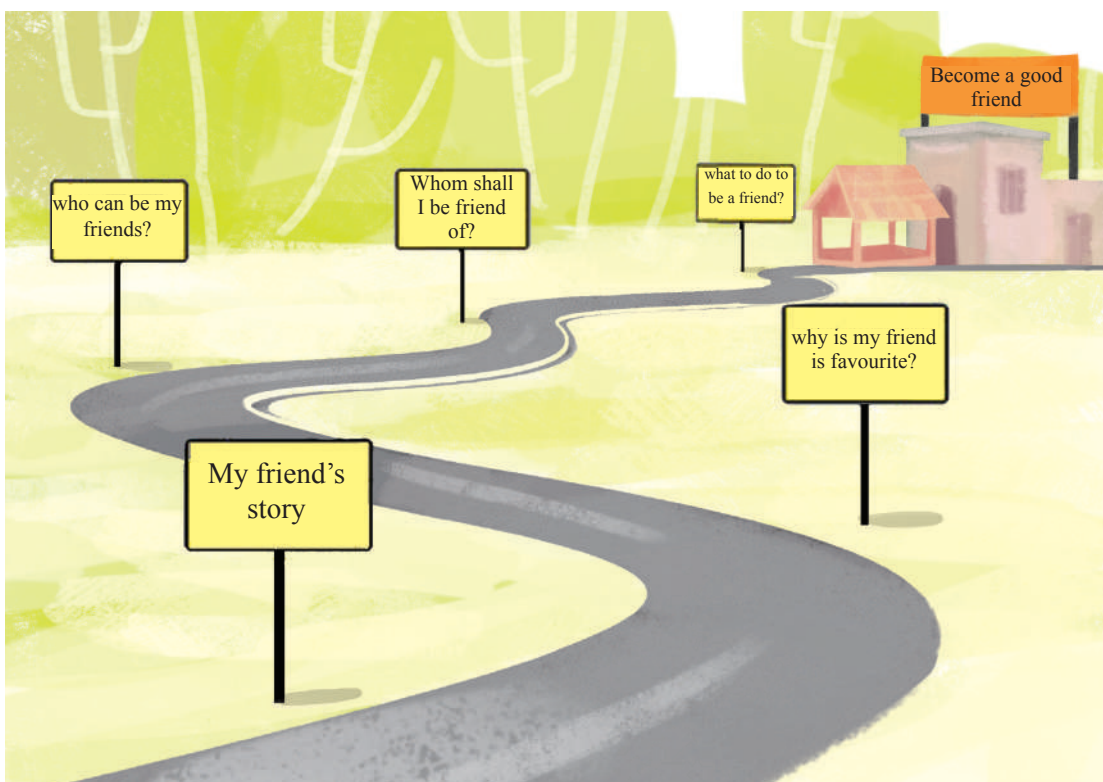 Become a good
friend
who can be my
friends?
Whom shall
I be friend
of?
what to do to
be a friend?
why is my friend
is favourite?
My friend’s
story